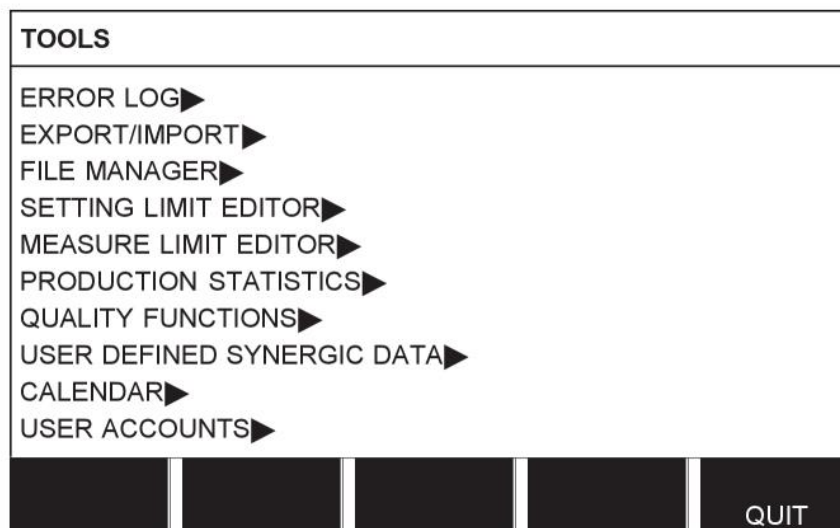 TOOLS
ERROR LOG▶
EXPORT/IMPORT▶
FILE MANAGER▶
SETTING LIMIT EDITOR▶
MEASURE LIMIT EDITOR▶
PRODUCTION STATISTICS▶
QUALITY FUNCTIONS▶
USER DEFINED SYNERGIC DATA▶
CALENDAR▶
USER ACCOUNTS▶
QUIT